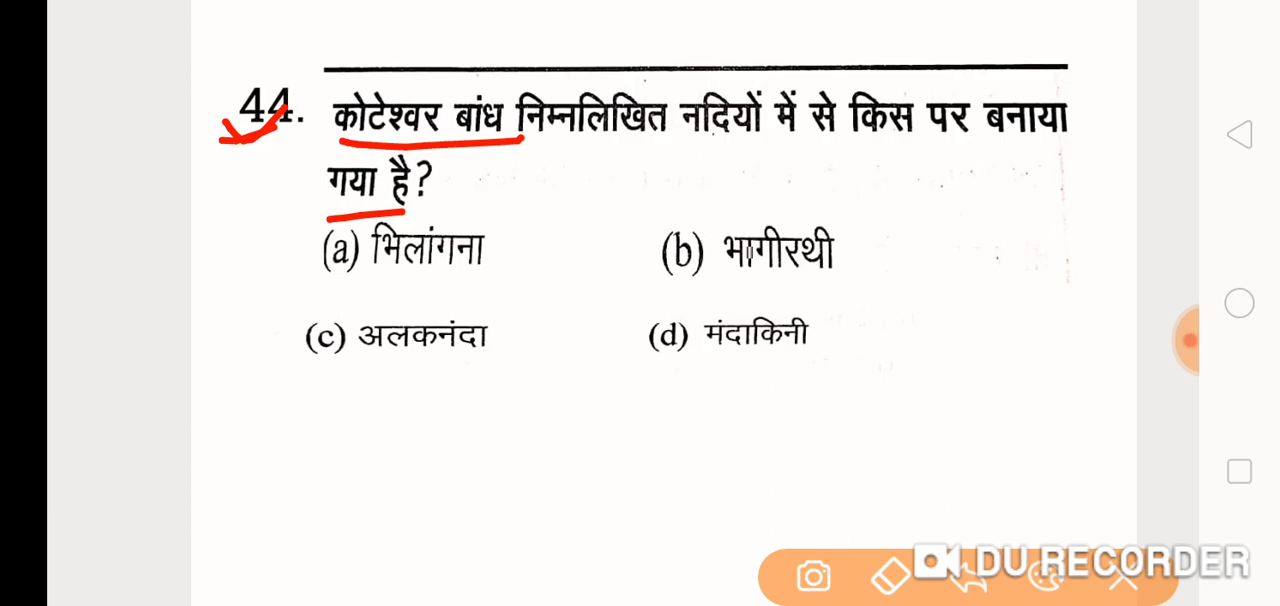 44. कोटेश्वर बांध निम्नलिखित नदियों में से किस पर बनाया
गया है?
(a) भिलांगना (b) भागीरथी
(c) अलकनंदा (d) मंदाकिनी
DU RECORDER